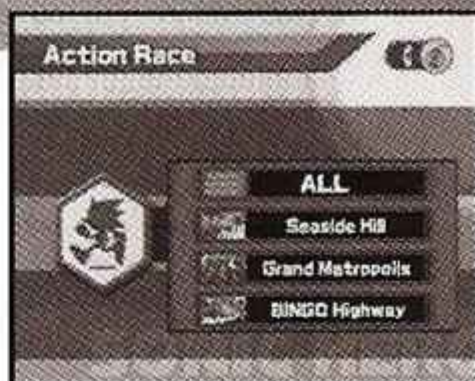 Action Race
ALL
Seaside Hill
Grand Metropolis
BINGO Highway